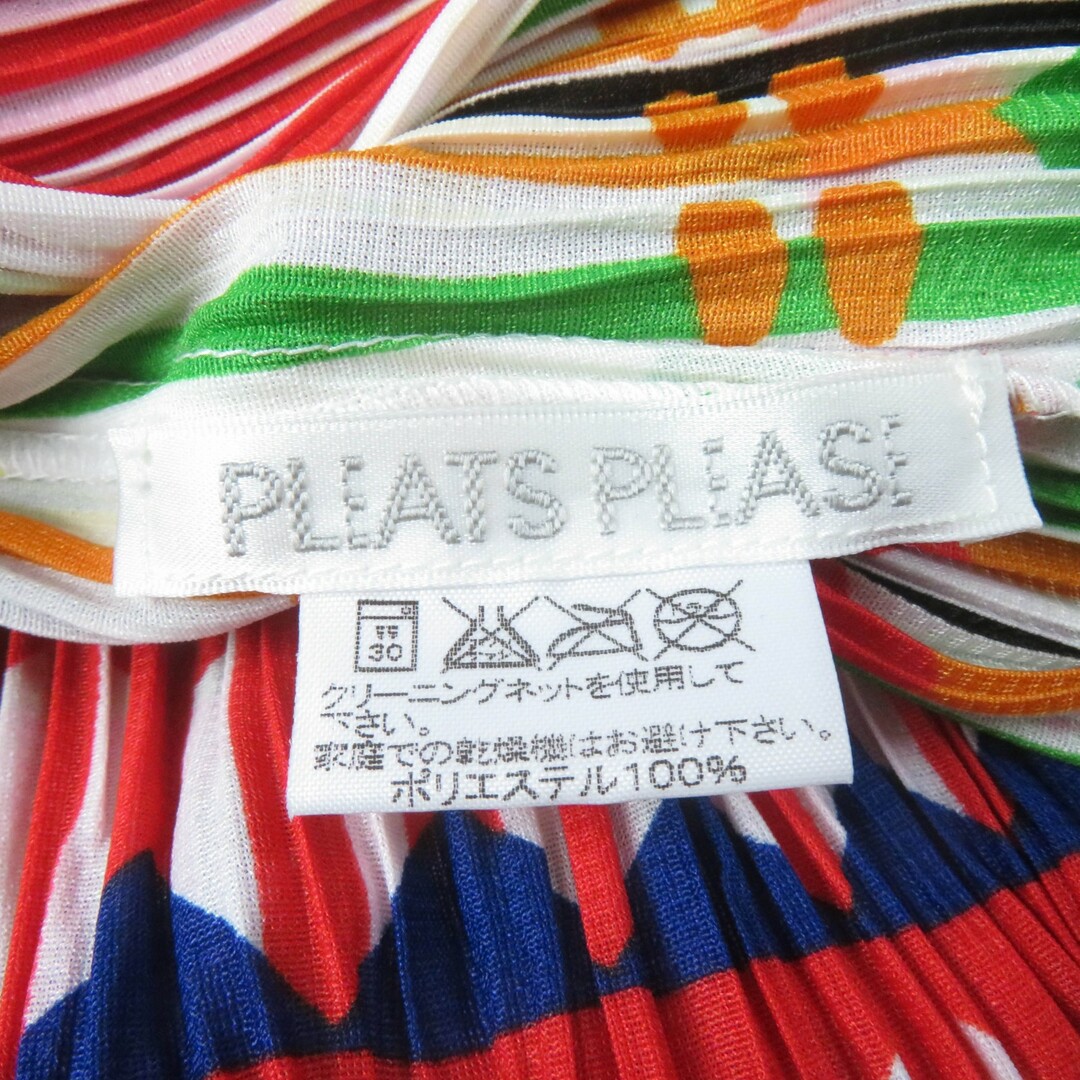 PLEATS PLEASE
弱
30
クリーニングネットを使用して
下さい。
家庭での乾燥機はお避け下さい。
ポリエステル100%